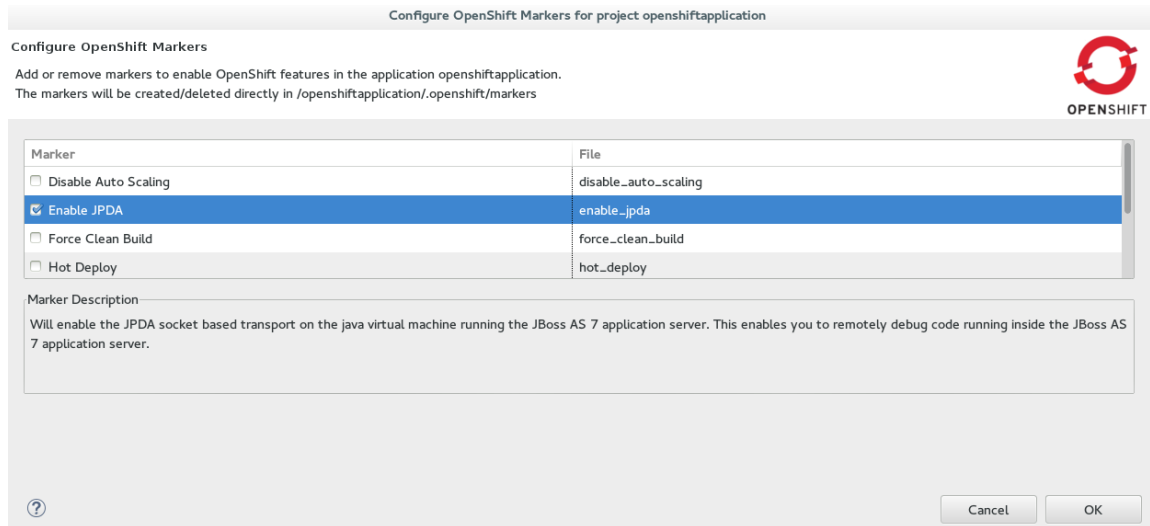 Configure OpenShift Markers for project openshiftapplication
Configure OpenShift Markers
Add or remove markers to enable OpenShift features in the application openshiftapplication.
The markers will be created/deleted directly in /openshiftapplication/.openshift/markers
OPENSHIFT
Marker File
Disable Auto Scaling disable_auto_scaling
Enable JPDA enable_jpda
Force Clean Build force_clean_build
Hot Deploy hot_deploy
Marker Description
Will enable the JPDA socket based transport on the java virtual machine running the JBoss AS 7 application server. This enables you to remotely debug code running inside the JBoss AS
7 application server.
?
Cancel OK